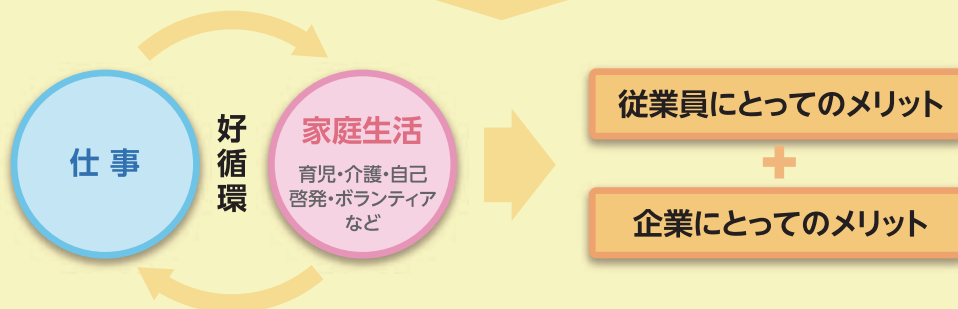 仕事
好循環
家庭生活
育児・介護・自己
啓発・ボランティア
など
従業員にとってのメリット
+
企業にとってのメリット